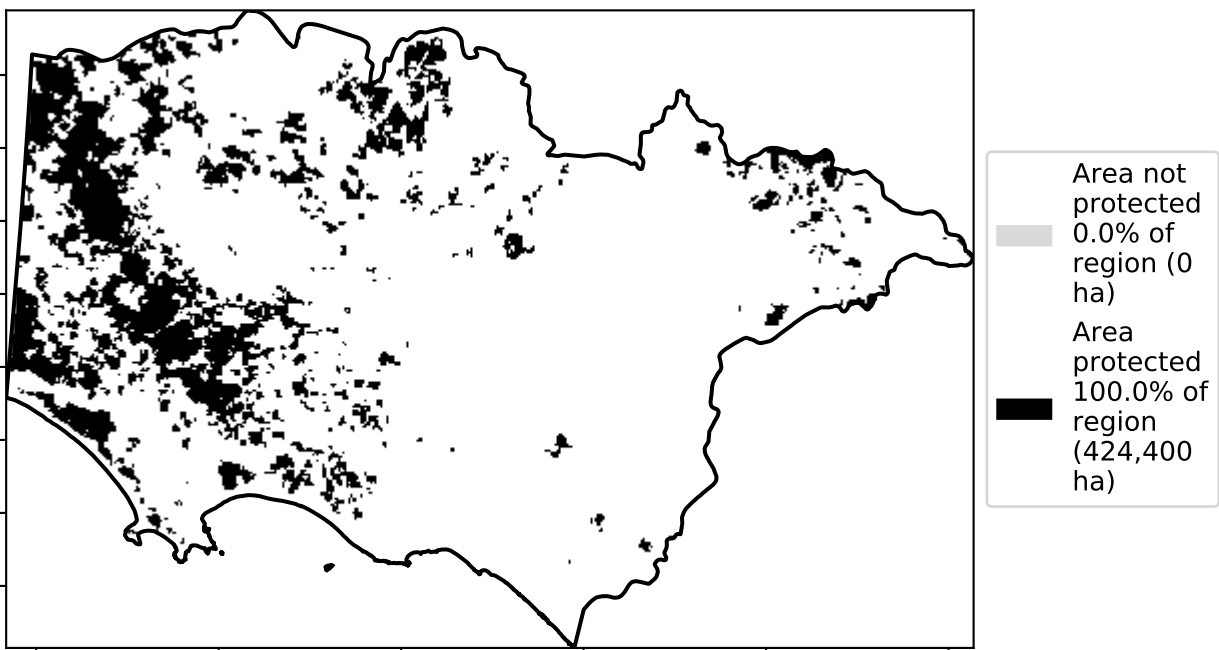 Area not
protected
0.0% of
region (0
ha)
Area
protected
100.0% of
region
(424,400
ha)